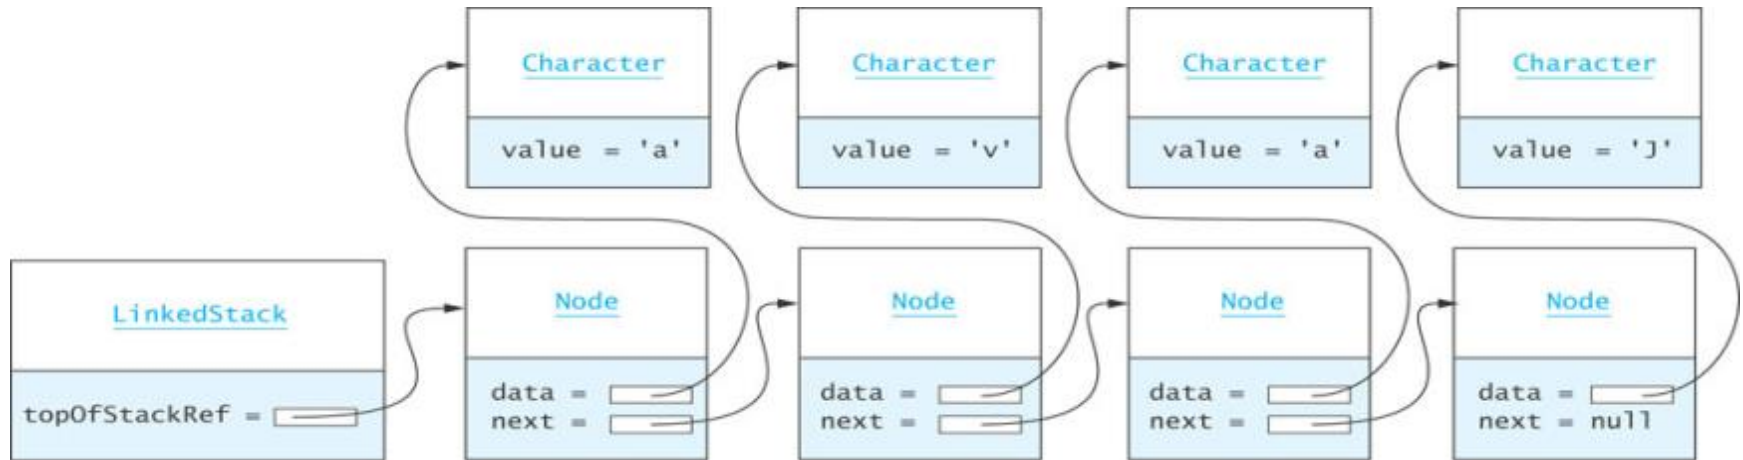 Character
value = 'a'
Character
value = 'v'
Character
value = 'a'
Character
value = 'J'
LinkedStack
topOfStackRef =
Node
data =
next =
Node
data =
next =
Node
data =
next =
Node
data =
next = null